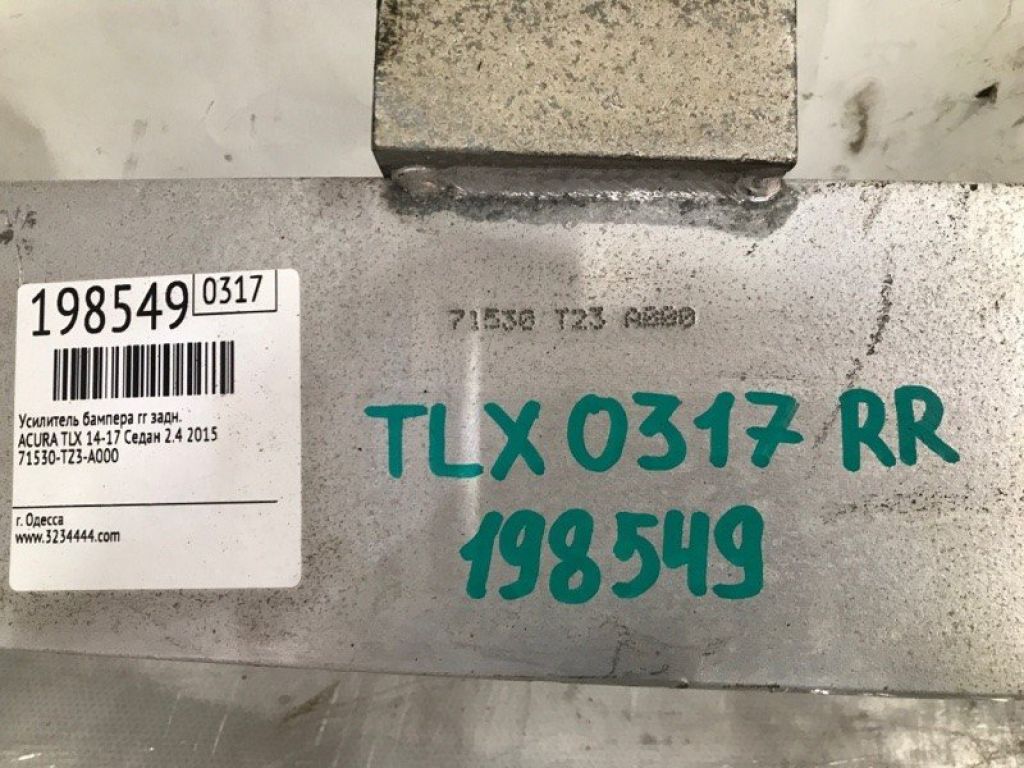 198549 0317
Усилитель бампера гг задн.
ACURA TLX 14-17 Седан 2.4 2015
71530-TZ3-A000
г. Одесса
www.3234444.com
71530 TZ3 A000
TLX 0317 RR
198549